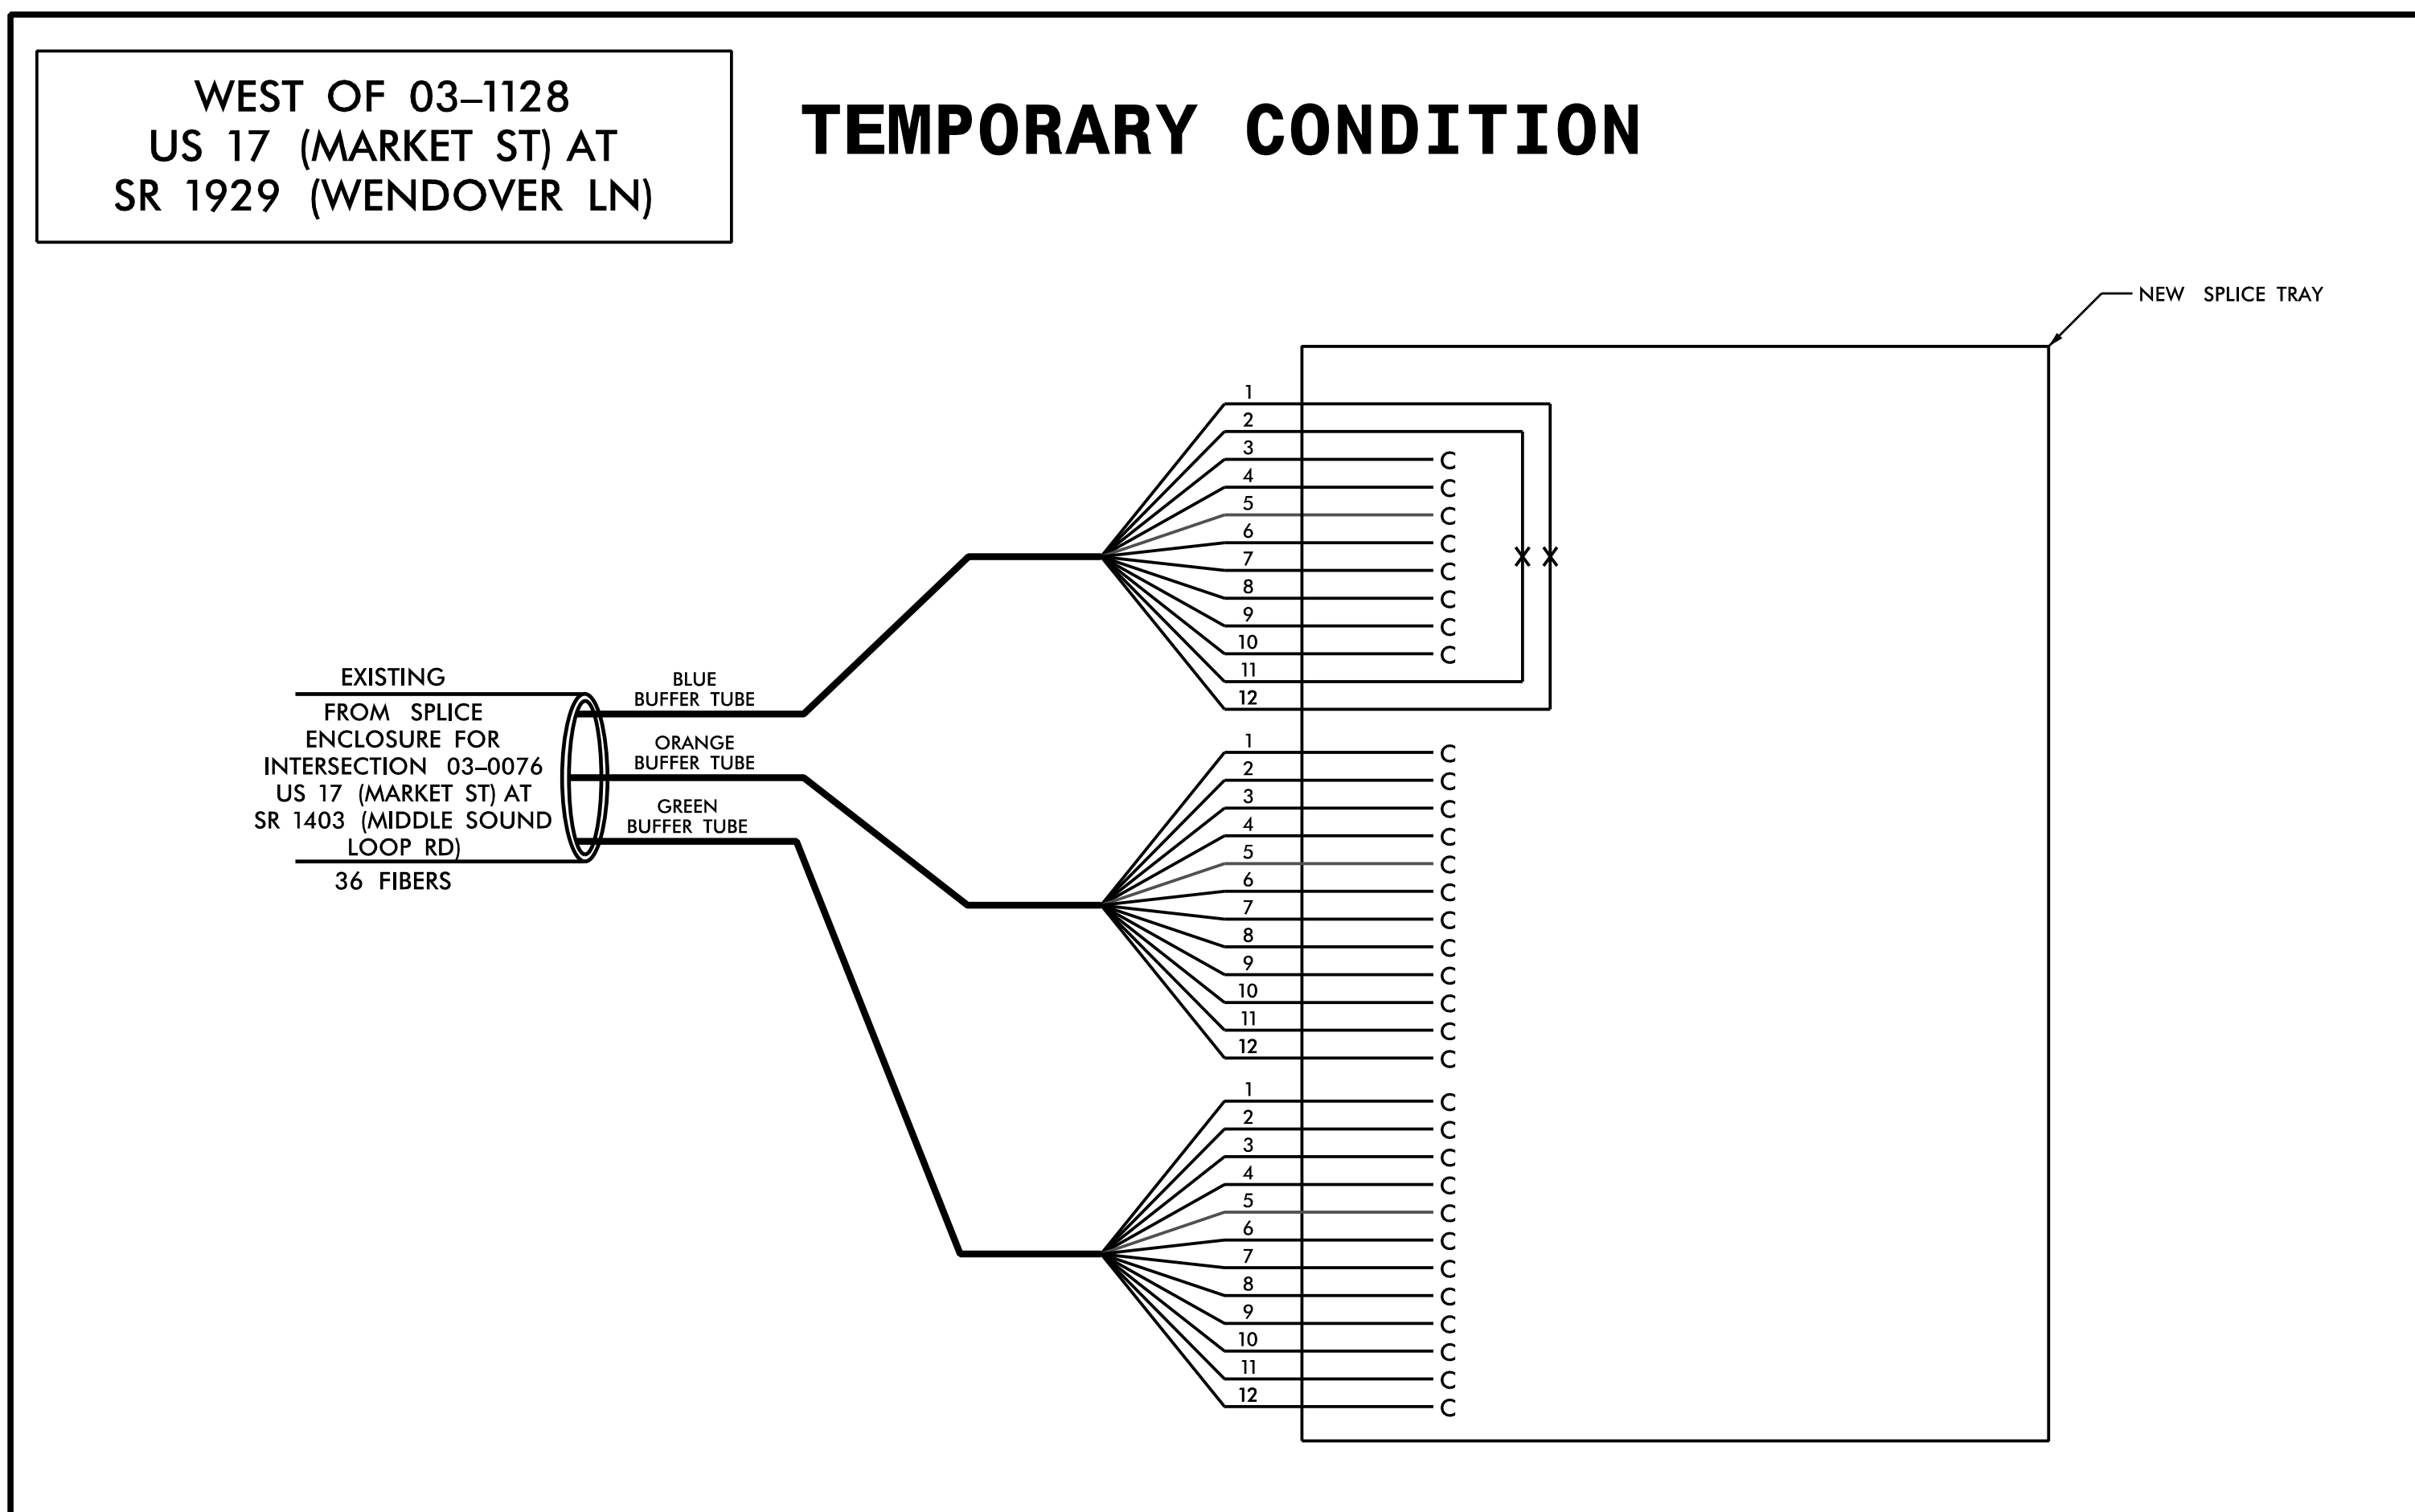 WEST OF 03-1128
US 17 (MARKET ST) AT
SR 1929 (WENDOVER LN)
TEMPORARY CONDITION
NEW SPLICE TRAY
EXISTING
FROM SPLICE
ENCLOSURE FOR
INTERSECTION 03-0076
US 17 (MARKET ST) AT
SR 1403 (MIDDLE SOUND
LOOP RD)
36 FIBERS
BLUE
BUFFER TUBE
ORANGE
BUFFER TUBE
GREEN
BUFFER TUBE
1
2
3 C
4 C
5 C
6 C
X X
7 C
8 C
9 C
10 C
11
12
1 C
2 C
3 C
4 C
5 C
6 C
7 C
8 C
9 C
10 C
11 C
12 C
1 C
2 C
3 C
4 C
5 C
6 C
7 C
8 C
9 C
10 C
11 C
12 C